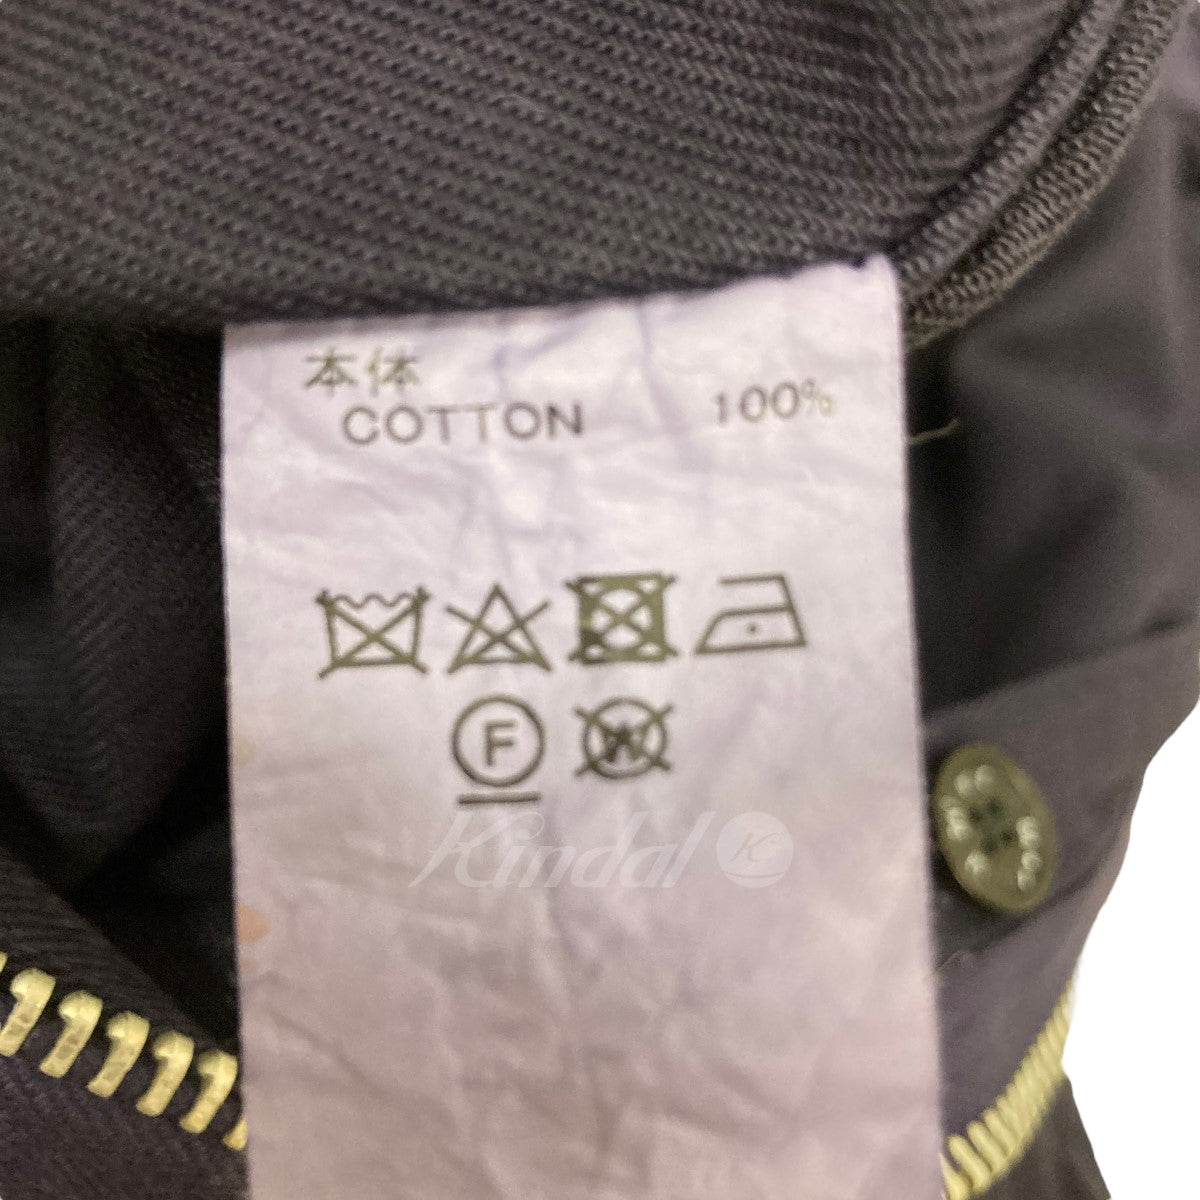 本体
COTTON 100%
F W
Kindal K